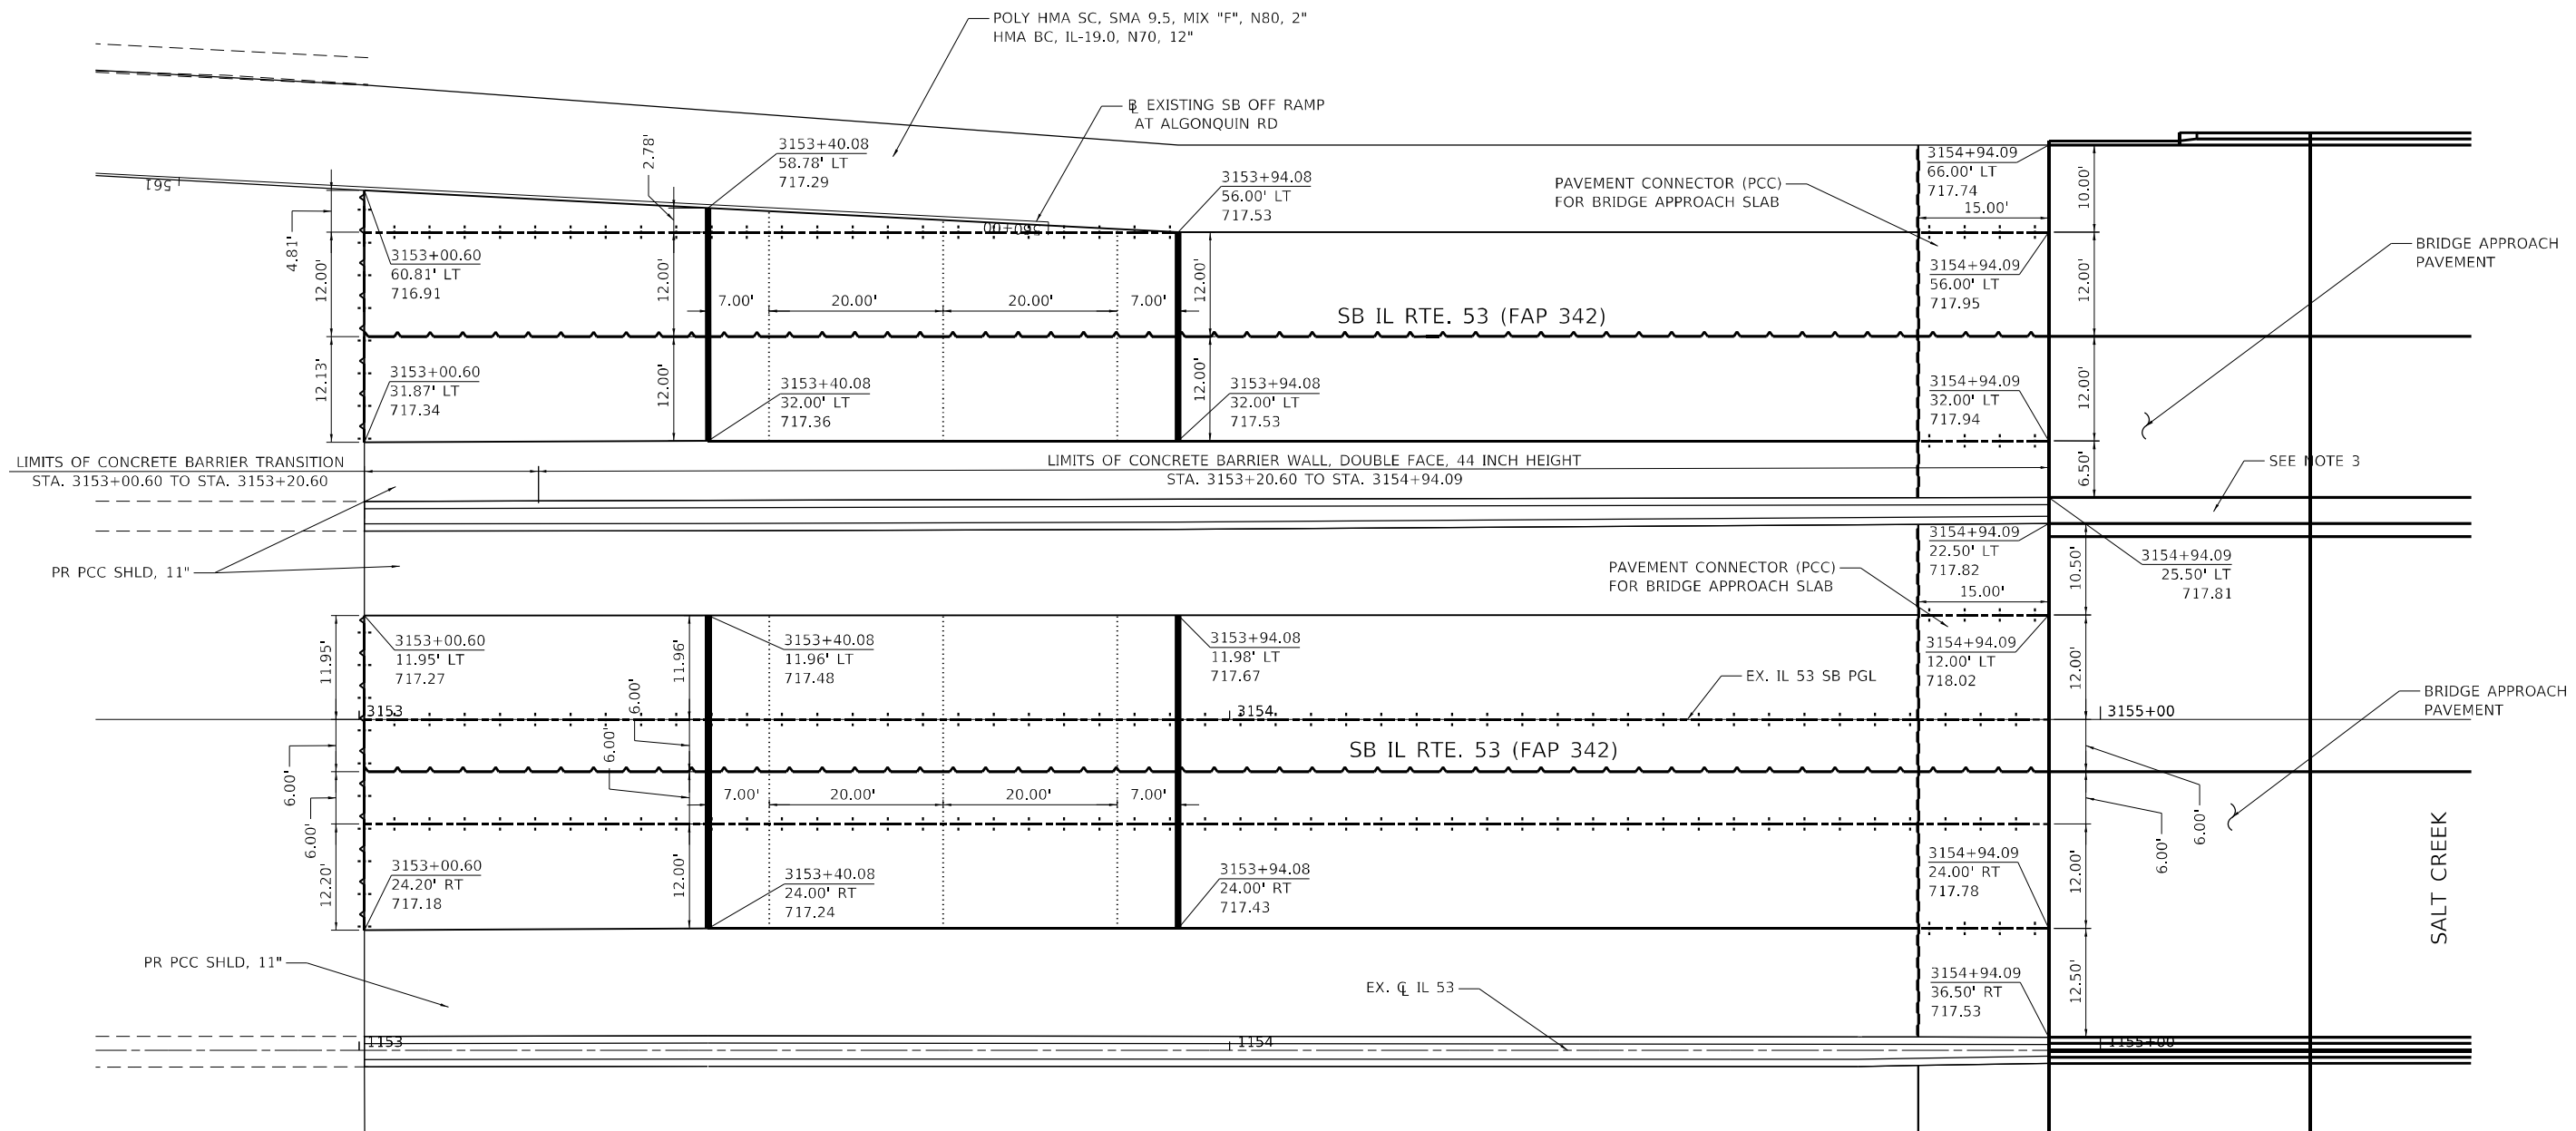 POLY HMA SC, SMA 9.5, MIX "F", N80, 2"
HMA BC, IL-19.0, N70, 12"
B EXISTING SB OFF RAMP
AT ALGONQUIN RD
561
560+00
2.78'
3153+40.08
58.78' LT
717.29
3153+94.08
56.00' LT
717.53
PAVEMENT CONNECTOR (PCC)
FOR BRIDGE APPROACH SLAB
3154+94.09
66.00' LT
717.74
15.00'
10.00'
BRIDGE APPROACH
PAVEMENT
4.81'
12.00'
3153+00.60
60.81' LT
716.91
12.00'
7.00'
20.00'
20.00'
7.00'
12.00'
SB IL RTE. 53 (FAP 342)
3154+94.09
56.00' LT
717.95
12.00'
12.13'
3153+00.60
31.87' LT
717.34
12.00'
3153+40.08
32.00' LT
717.36
12.00'
3153+94.08
32.00' LT
717.53
3154+94.09
32.00' LT
717.94
12.00'
LIMITS OF CONCRETE BARRIER TRANSITION
STA. 3153+00.60 TO STA. 3153+20.60
LIMITS OF CONCRETE BARRIER WALL, DOUBLE FACE, 44 INCH HEIGHT
STA. 3153+20.60 TO STA. 3154+94.09
6.50'
SEE NOTE 3
PR PCC SHLD, 11"
PAVEMENT CONNECTOR (PCC)
FOR BRIDGE APPROACH SLAB
3154+94.09
22.50' LT
717.82
15.00'
10.50'
3154+94.09
25.50' LT
717.81
11.95'
3153+00.60
11.95' LT
717.27
11.96'
3153+40.08
11.96' LT
717.48
3153+94.08
11.98' LT
717.67
EX. IL 53 SB PGL
3154+94.09
12.00' LT
718.02
12.00'
BRIDGE APPROACH
PAVEMENT
3153
3154
3155+00
6.00'
6.00'
6.00'
6.00'
SB IL RTE. 53 (FAP 342)
7.00'
20.00'
20.00'
7.00'
6.00'
6.00'
12.20'
3153+00.60
24.20' RT
717.18
12.00'
3153+40.08
24.00' RT
717.24
3153+94.08
24.00' RT
717.43
3154+94.09
24.00' RT
717.78
12.00'
SALT CREEK
PR PCC SHLD, 11"
EX. CL IL 53
3154+94.09
36.50' RT
717.53
12.50'
1153
1154
1155+00